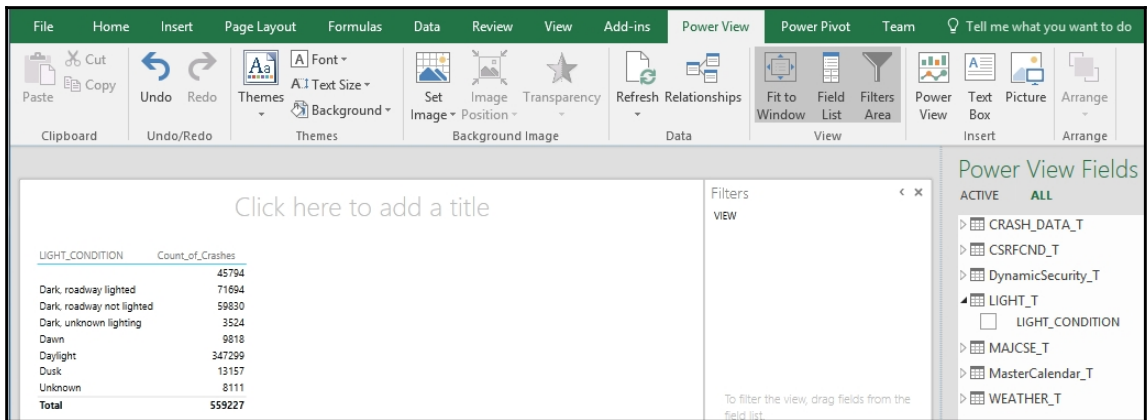 File Home Insert Page Layout Formulas Data Review View Add-ins Power View Power Pivot Team Tell me what you want to do
Paste
Cut
Copy
Clipboard
Undo Redo
Undo/Redo
Aa
Themes
A Font
A Text Size
Background
Themes
Set Image
Image Position
Transparency
Background Image
Refresh Relationships
Data
Fit to Window
Field List
Filters Area
View
Power View
Text Box
Picture
Insert
Arrange
Arrange
Click here to add a title
LIGHT_CONDITION Count_of_Crashes
45794
Dark, roadway lighted 71694
Dark, roadway not lighted 59830
Dark, unknown lighting 3524
Dawn 9818
Daylight 347299
Dusk 13157
Unknown 8111
Total 559227
Filters
VIEW
To filter the view, drag fields from the
field list.
Power View Fields
ACTIVE ALL
CRASH_DATA_T
CSRFCND_T
DynamicSecurity_T
LIGHT_T
LIGHT_CONDITION
MAJCSE_T
MasterCalendar_T
WEATHER_T